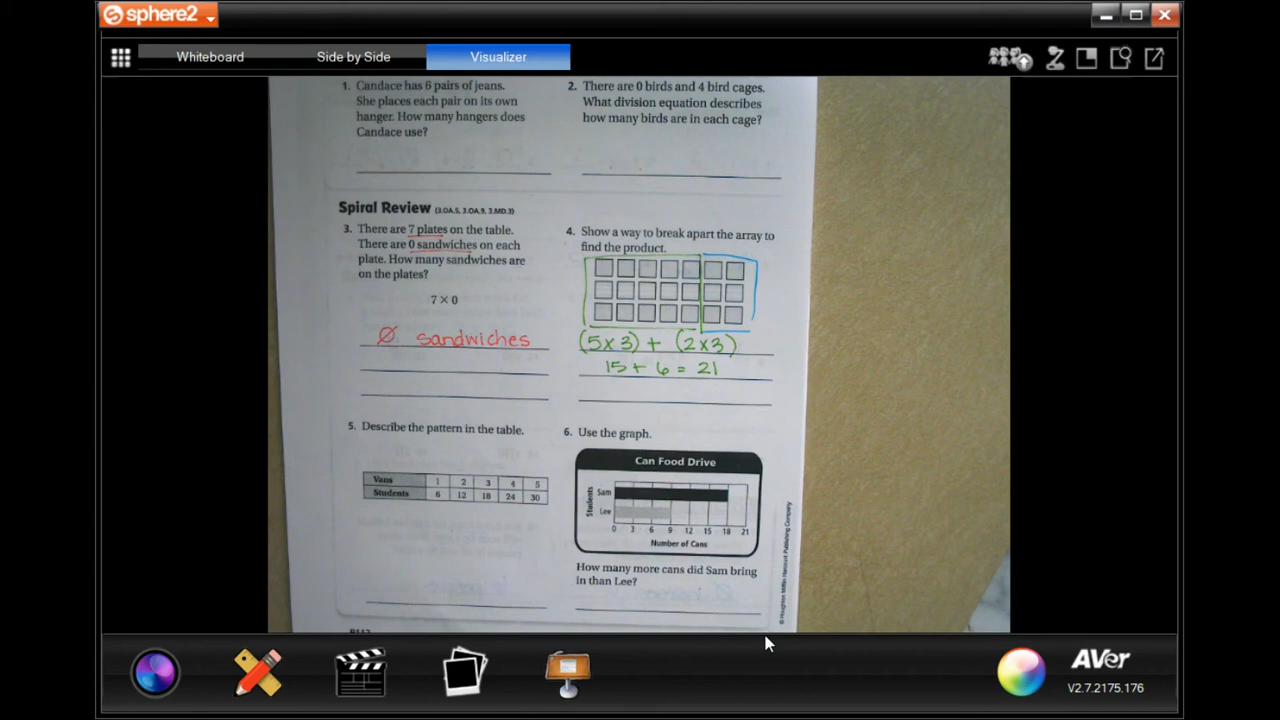 sphere2
Whiteboard
Side by Side
Visualizer
1. Candace has 6 pairs of jeans.
She places each pair on its own
hanger. How many hangers does
Candace use?
2. There are 0 birds and 4 bird cages.
What division equation describes
how many birds are in each cage?
Spiral Review (3.OA.5, 3.OA.9, 3.MD.3)
3. There are 7 plates on the table.
There are 0 sandwiches on each
plate. How many sandwiches are
on the plates?
7 × 0
0 sandwiches
4. Show a way to break apart the array to
find the product.
(5x3) + (2x3)
15 + 6 = 21
5. Describe the pattern in the table.
Vans 1 2 3 4 5
Students 6 12 18 24 30
6. Use the graph.
Can Food Drive
Students
Sam
Lee
0 3 6 9 12 15 18 21
Number of Cans
How many more cans did Sam bring
in than Lee?
© Houghton Mifflin Harcourt Publishing Company
AVer
V2.7.2175.176